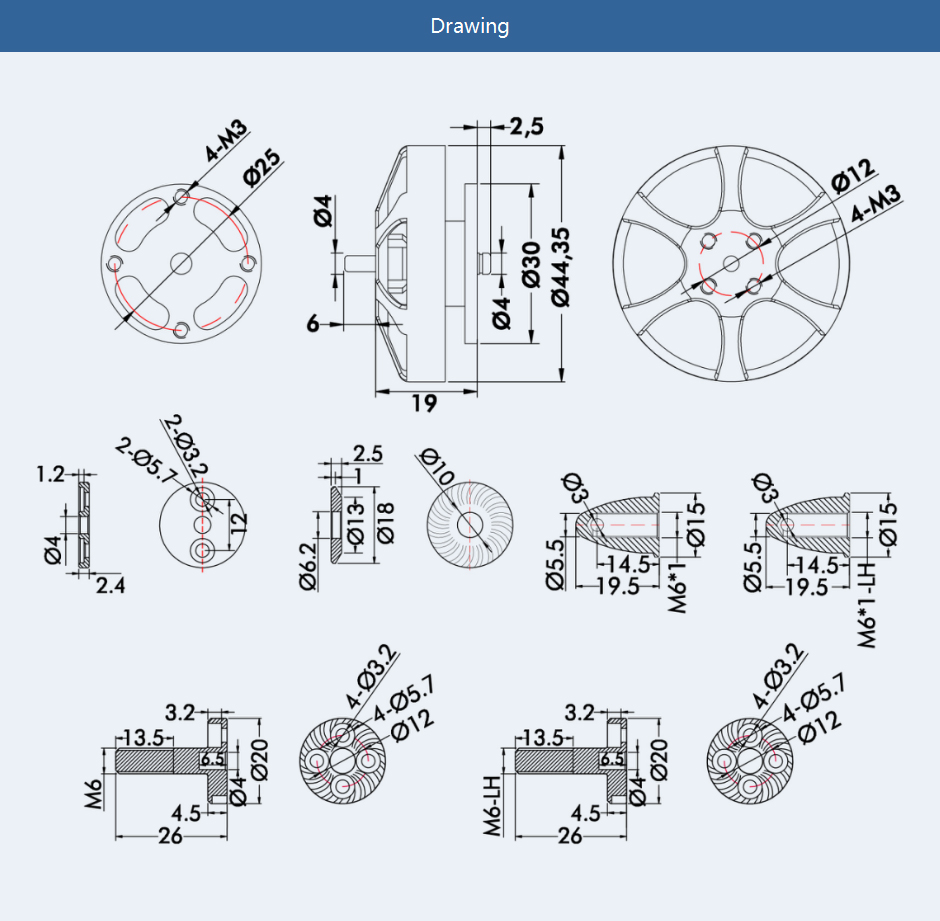 Drawing
4-M3
Ø25
2,5
Ø4
6
Ø4
Ø30
Ø44,35
19
Ø12
4-M3
1.2
Ø4
2.4
2-Ø5.7
2-Ø3.2
12
2.5
1
Ø6.2
Ø13
Ø18
Ø10
Ø3
Ø5.5
14.5
19.5
M6*1
Ø15
Ø3
Ø5.5
14.5
19.5
M6*1-LH
Ø15
3.2
13.5
6.5
M6
Ø4
Ø20
4.5
26
4-Ø3.2
4-Ø5.7
Ø12
3.2
13.5
6.5
M6-LH
Ø4
Ø20
4.5
26
4-Ø3.2
4-Ø5.7
Ø12